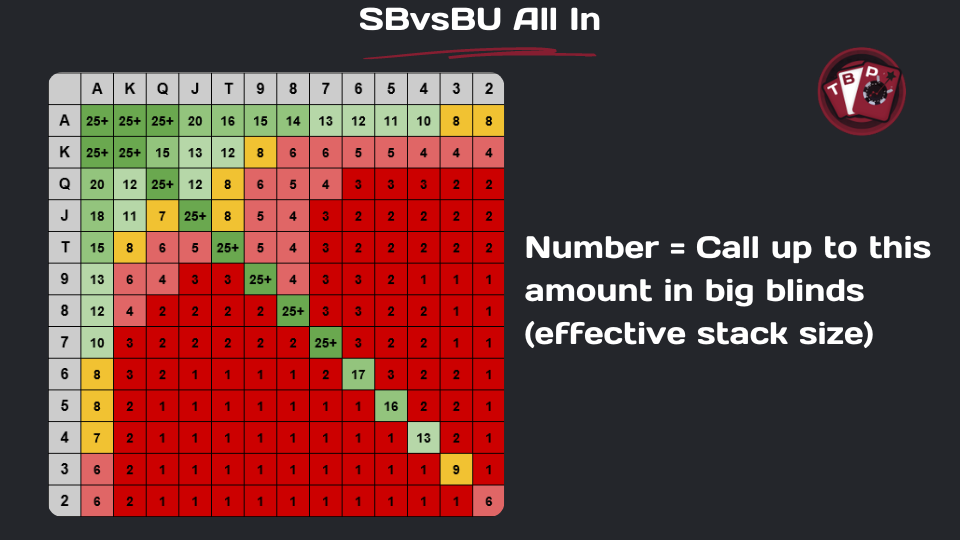 SBvsBU All In
TBP
A K Q J T 9 8 7 6 5 4 3 2
A 25+ 25+ 25+ 20 16 15 14 13 12 11 10 8 8
K 25+ 25+ 15 13 12 8 6 6 5 5 4 4 4
Q 20 12 25+ 12 8 6 5 4 3 3 3 2 2
J 18 11 7 25+ 8 5 4 3 2 2 2 2 2
T 15 8 6 5 25+ 5 4 3 2 2 2 2 2
9 13 6 4 3 3 25+ 4 3 3 2 1 1 1
8 12 4 2 2 2 2 25+ 3 3 2 2 1 1
7 10 3 2 2 2 2 2 25+ 3 2 2 1 1
6 8 3 2 1 1 1 1 2 17 3 2 2 1
5 8 2 1 1 1 1 1 1 1 16 2 2 1
4 7 2 1 1 1 1 1 1 1 1 13 2 1
3 6 2 1 1 1 1 1 1 1 1 1 9 1
2 6 2 1 1 1 1 1 1 1 1 1 1 6
Number = Call up to this
amount in big blinds
(effective stack size)